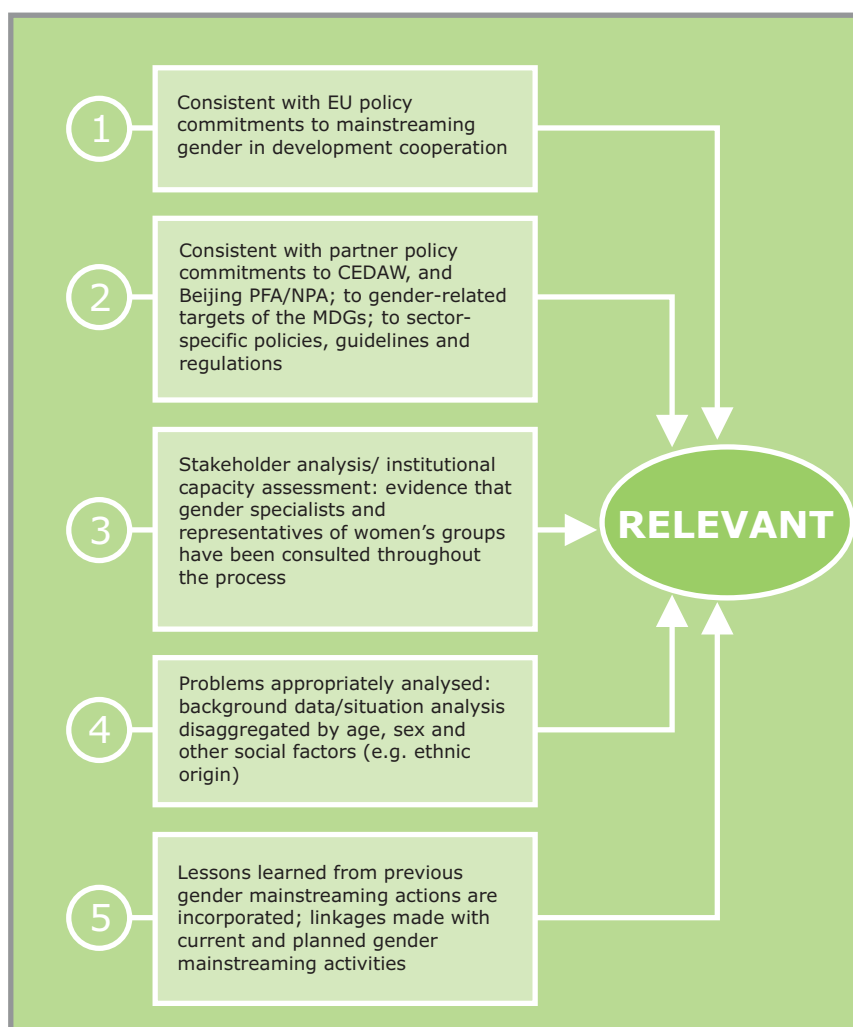 1
Consistent with EU policy
commitments to mainstreaming
gender in development cooperation
2
Consistent with partner policy
commitments to CEDAW, and
Beijing PFA/NPA; to gender-related
targets of the MDGs; to sector-
specific policies, guidelines and
regulations
3
Stakeholder analysis/ institutional
capacity assessment: evidence that
gender specialists and
representatives of women’s groups
have been consulted throughout
the process
RELEVANT
4
Problems appropriately analysed:
background data/situation analysis
disaggregated by age, sex and
other social factors (e.g. ethnic
origin)
5
Lessons learned from previous
gender mainstreaming actions are
incorporated; linkages made with
current and planned gender
mainstreaming activities